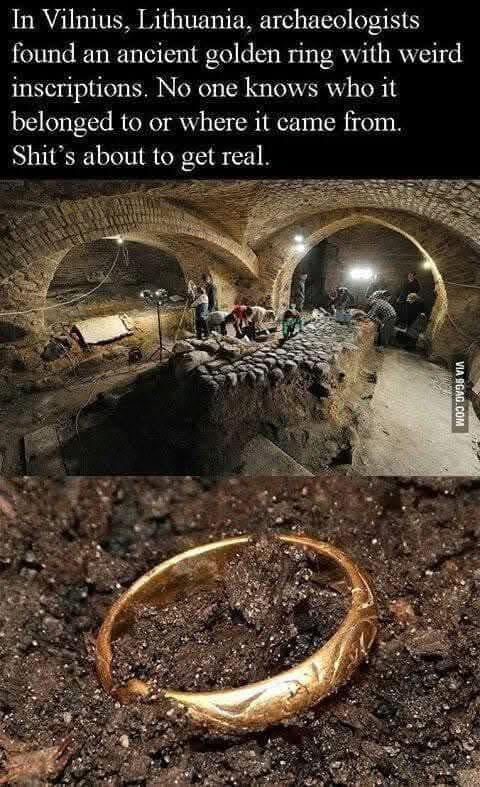 In Vilnius, Lithuania, archaeologists
found an ancient golden ring with weird
inscriptions. No one knows who it
belonged to or where it came from.
Shit's about to get real.
VIA 9GAG.COM